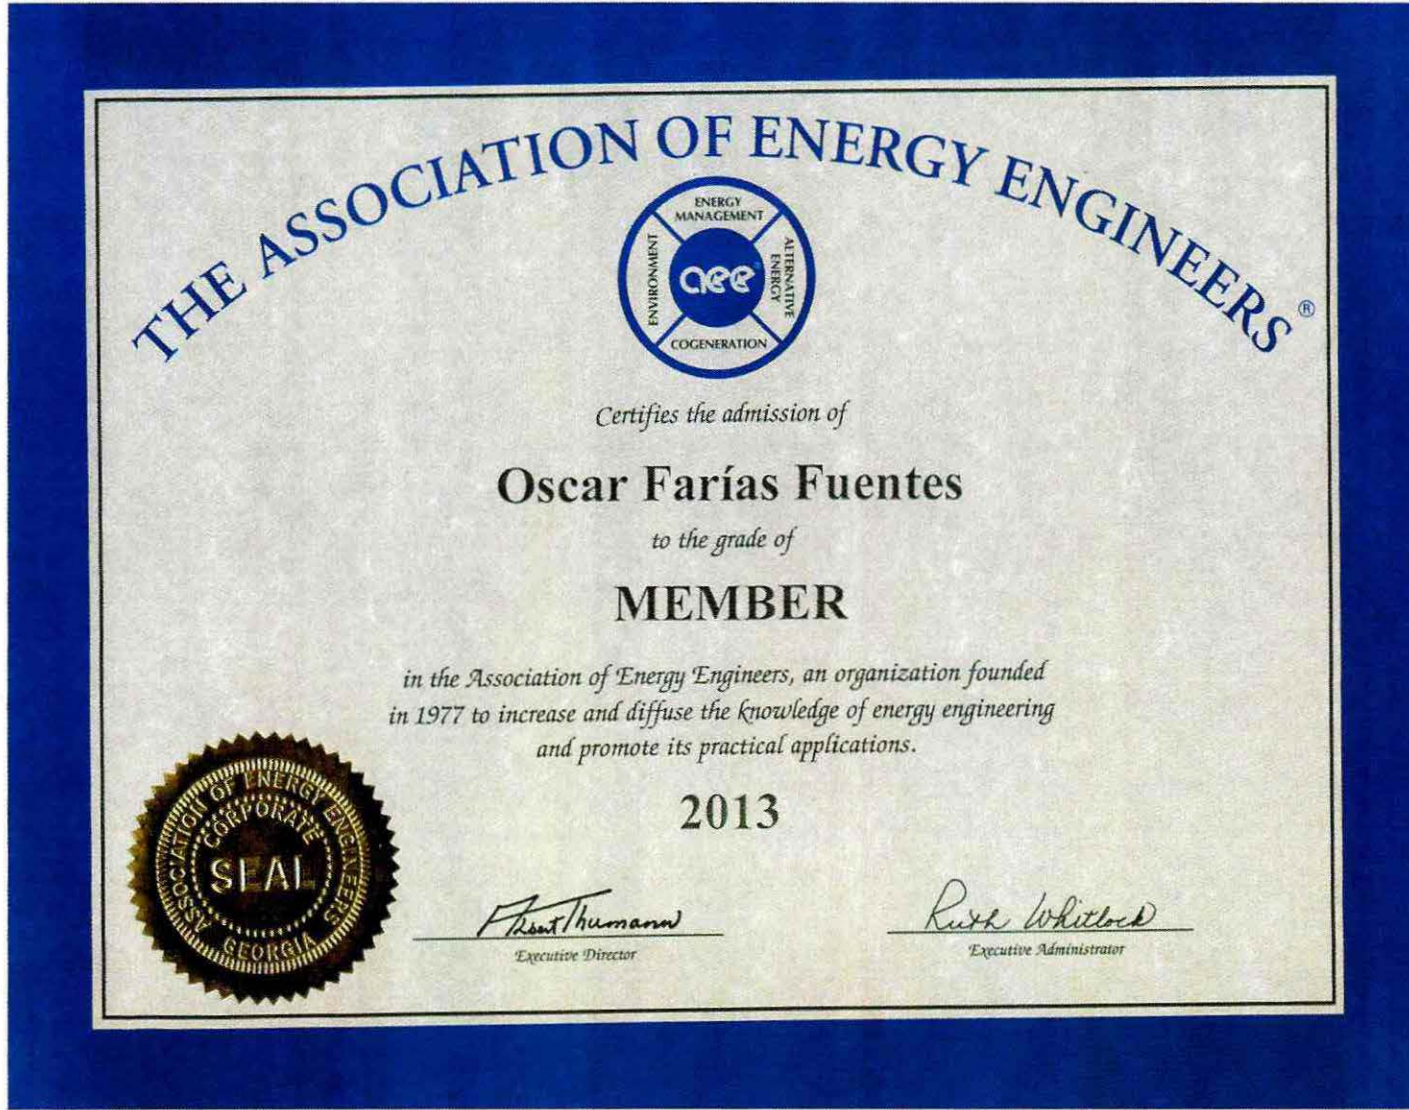 THE ASSOCIATION OF ENERGY ENGINEERS®
ENERGY
MANAGEMENT
ENVIRONMENT
aee®
ALTERNATIVE
ENERGY
COGENERATION
Certifies the admission of
Oscar Farías Fuentes
to the grade of
MEMBER
in the Association of Energy Engineers, an organization founded
in 1977 to increase and diffuse the knowledge of energy engineering
and promote its practical applications.
2013
ASSOCIATION OF ENERGY ENGINEERS
CORPORATE
SEAL
GEORGIA
Albert Thumann
Executive Director
Ruth Whitlock
Executive Administrator